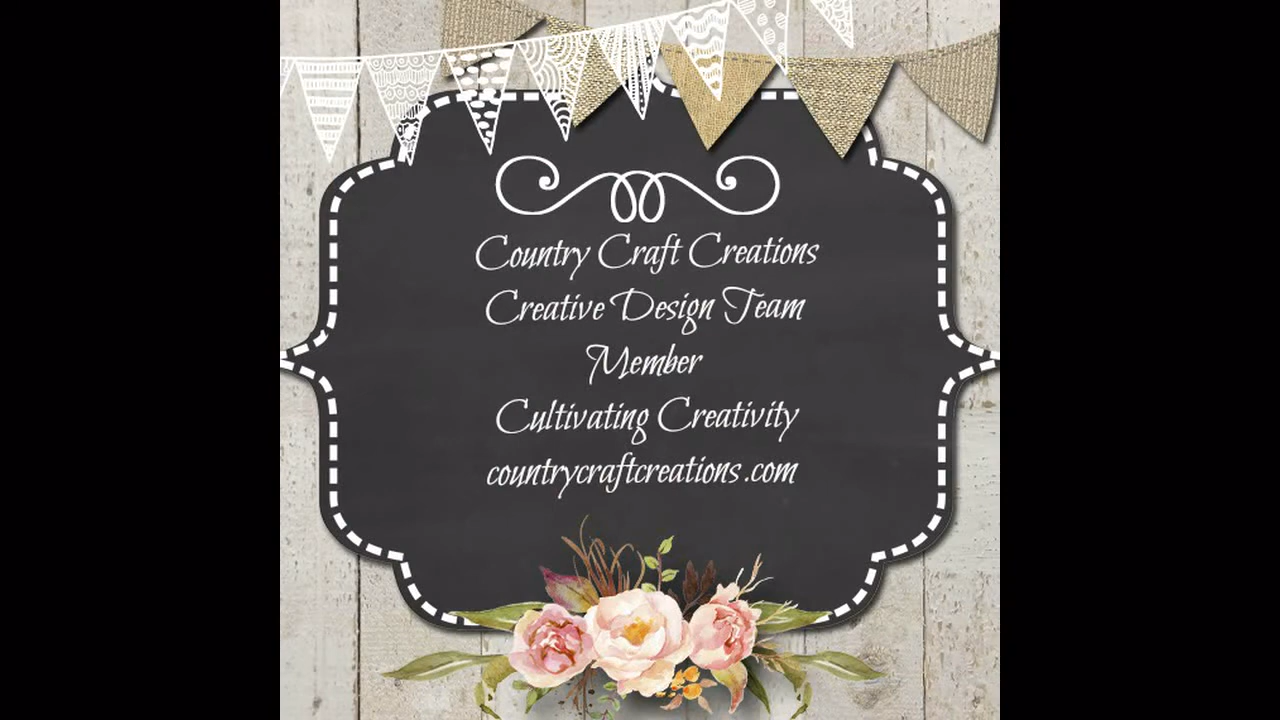 Country Craft Creations
Creative Design Team
Member
Cultivating Creativity
countrycraftcreations.com